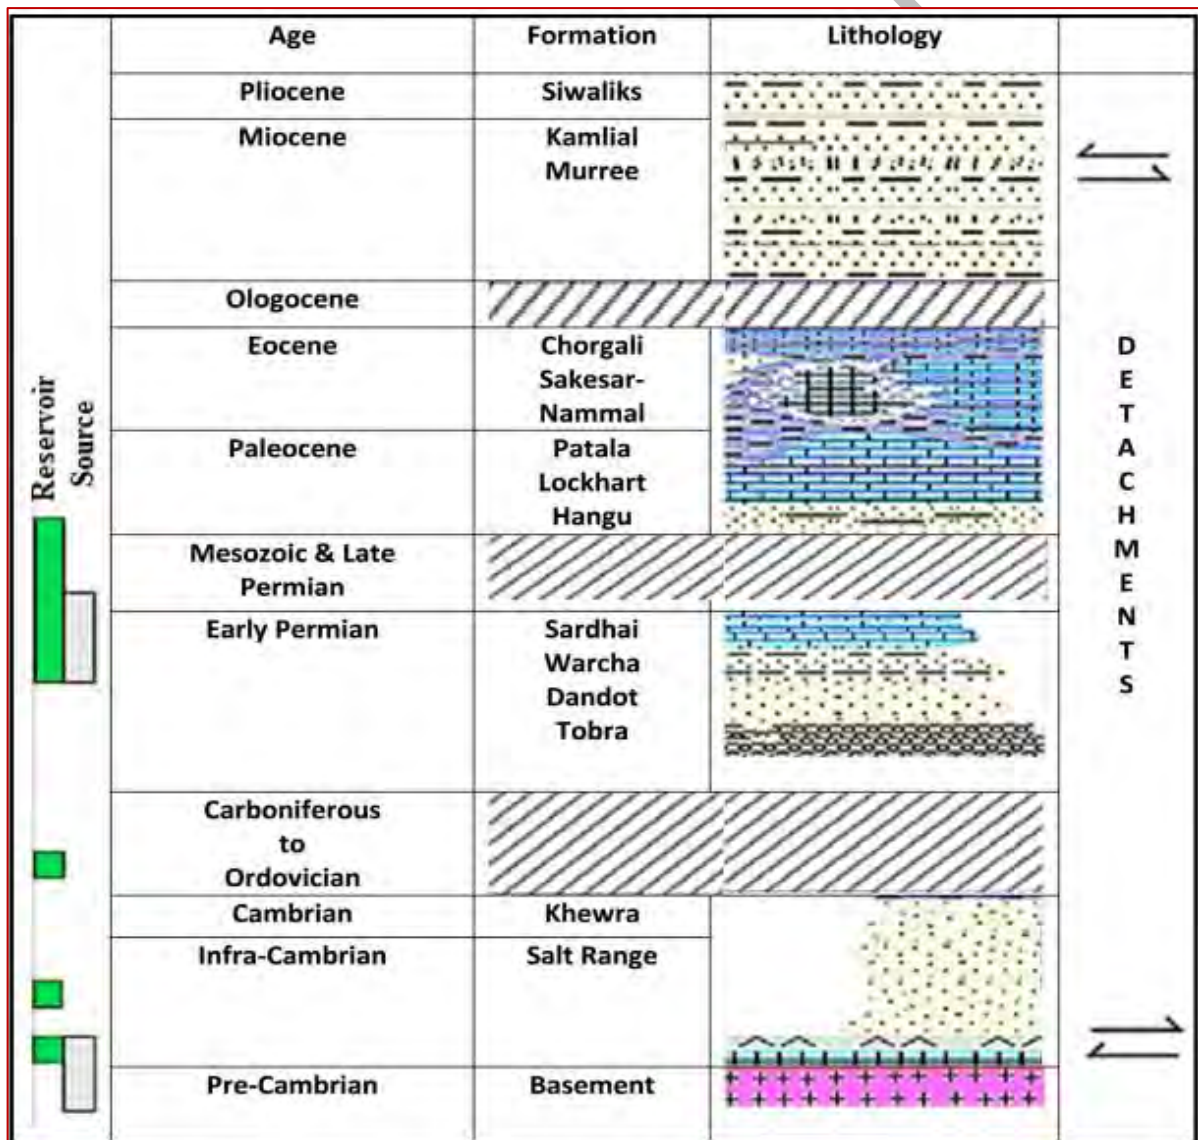 Age Formation Lithology
Pliocene Siwaliks
Miocene Kamlial
Murree
Ologocene
Eocene Chorgali
Sakesar-
Nammal
Paleocene Patala
Lockhart
Hangu
Mesozoic & Late
Permian
Early Permian Sardhai
Warcha
Dandot
Tobra
Carboniferous
to
Ordovician
Cambrian Khewra
Infra-Cambrian Salt Range
Pre-Cambrian Basement
Reservoir
Source
D
E
T
A
C
H
M
E
N
T
S